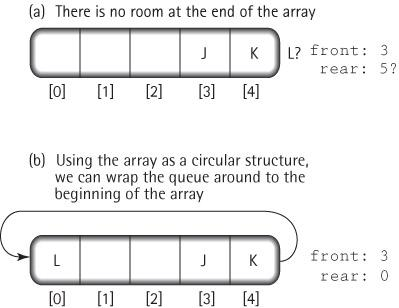 (a) There is no room at the end of the array
J K L? front: 3
rear: 5?
[0] [1] [2] [3] [4]
(b) Using the array as a circular structure,
we can wrap the queue around to the
beginning of the array
L J K front: 3
rear: 0
[0] [1] [2] [3] [4]